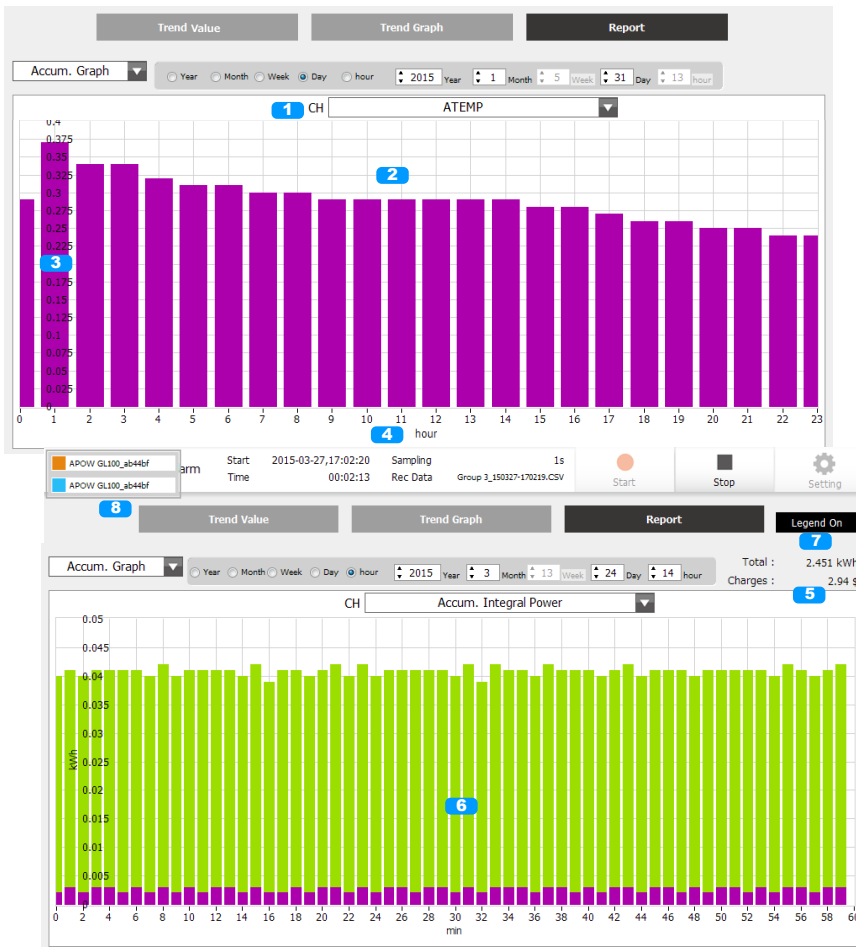 Trend Value Trend Graph Report
Accum. Graph Year Month Week Day hour 2015 Year 1 Month 5 Week 31 Day 13 hour
1 CH ATEMP
0.4
0.375
0.35
0.325
0.3
0.275
0.25
0.225
0.2
0.175
0.15
0.125
0.1
0.075
0.05
0.025
0
2
3
0 1 2 3 4 5 6 7 8 9 10 11 12 13 14 15 16 17 18 19 20 21 22 23
4 hour
APOW GL100_ab44bf
APOW GL100_ab44bf
8
arm Start 2015-03-27,17:02:20 Sampling 1s
Time 00:02:13 Rec Data Group 3_150327-170219.CSV
Start Stop Setting
Trend Value Trend Graph Report Legend On
7
Accum. Graph Year Month Week Day hour 2015 Year 3 Month 13 Week 24 Day 14 hour
Total : 2.451 kWh
Charges : 2.94 $
5
CH Accum. Integral Power
0.05
0.045
0.04
0.035
0.03
kWh
0.025
0.02
0.015
0.01
0.005
0
6
0 2 4 6 8 10 12 14 16 18 20 22 24 26 28 30 32 34 36 38 40 42 44 46 48 50 52 54 56 58 60
min